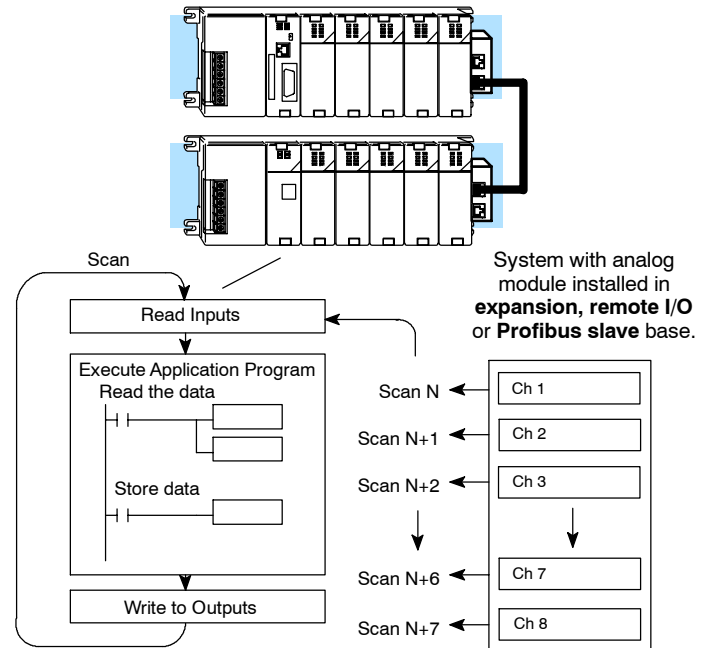 Scan
System with analog
module installed in
expansion, remote I/O
or Profibus slave base.
Read Inputs
Execute Application Program
Read the data
Store data
Write to Outputs
Scan N
Ch 1
Scan N+1
Ch 2
Scan N+2
Ch 3
Scan N+6
Ch 7
Scan N+7
Ch 8